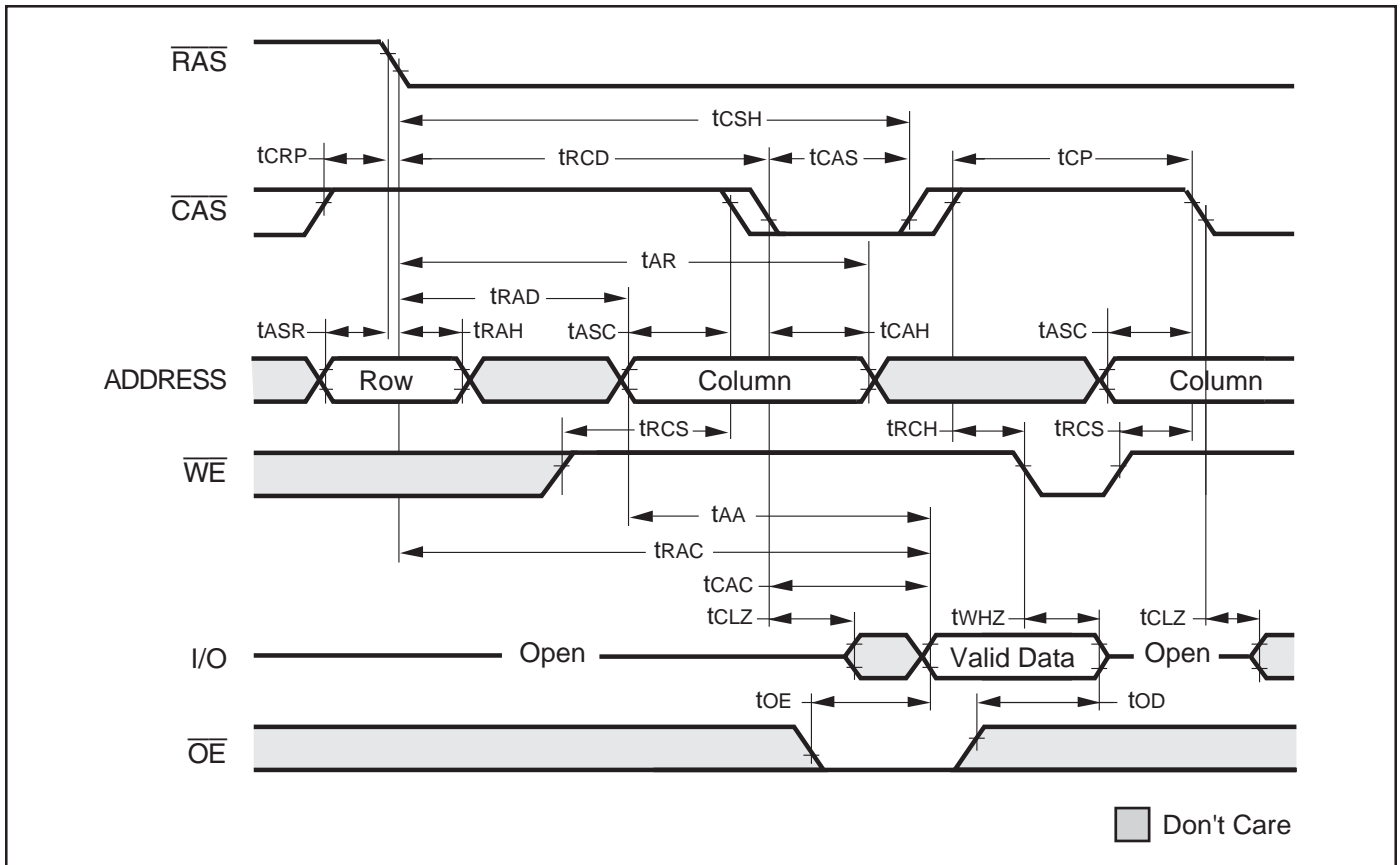 RAS
tCSH
tCRP tRCD tCAS tCP
CAS
tAR
tRAD
tASR tRAH tASC tCAH tASC
ADDRESS Row Column Column
tRCS tRCH tRCS
WE
tAA
tRAC
tCAC
tCLZ tWHZ tCLZ
I/O Open Valid Data Open
tOE tOD
OE
Don't Care